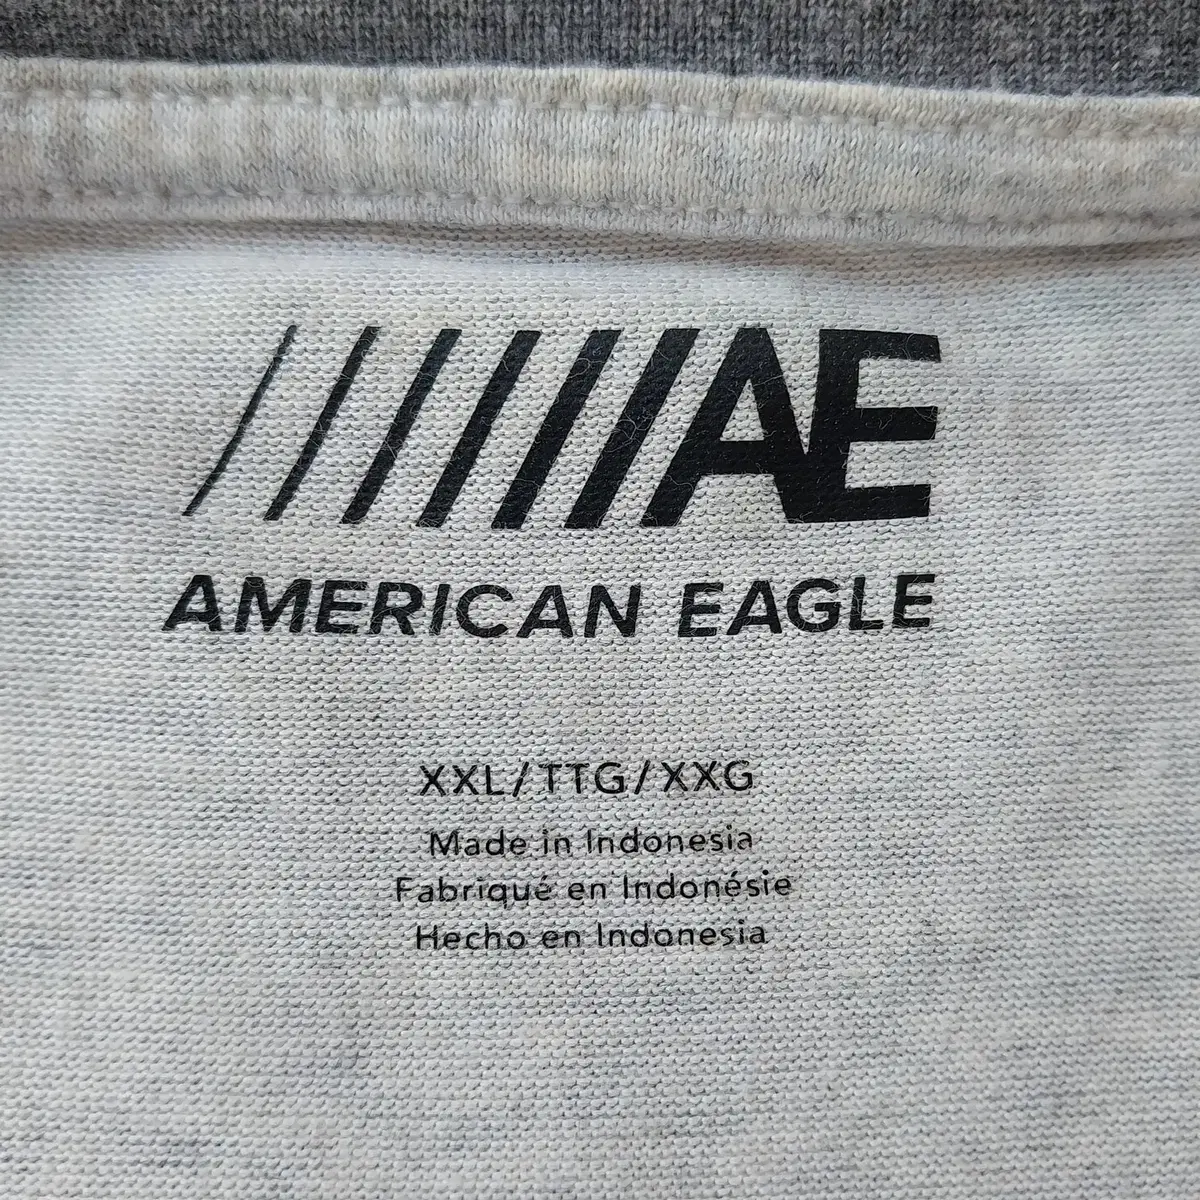 AE
AMERICAN EAGLE
XXL/TTG/XXG
Made in Indonesia
Fabriqué en Indonésie
Hecho en Indonesia